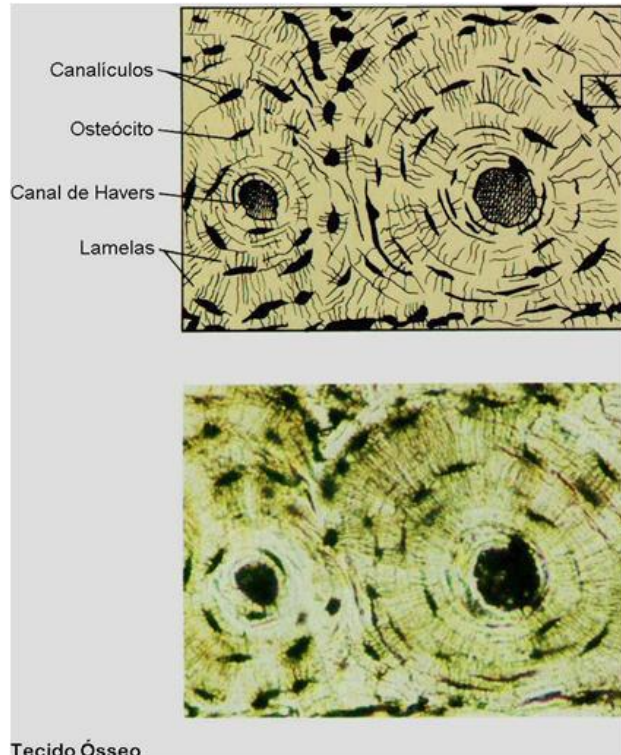 Canalículos
Osteócito
Canal de Havers
Lamelas
Tecido Ósseo